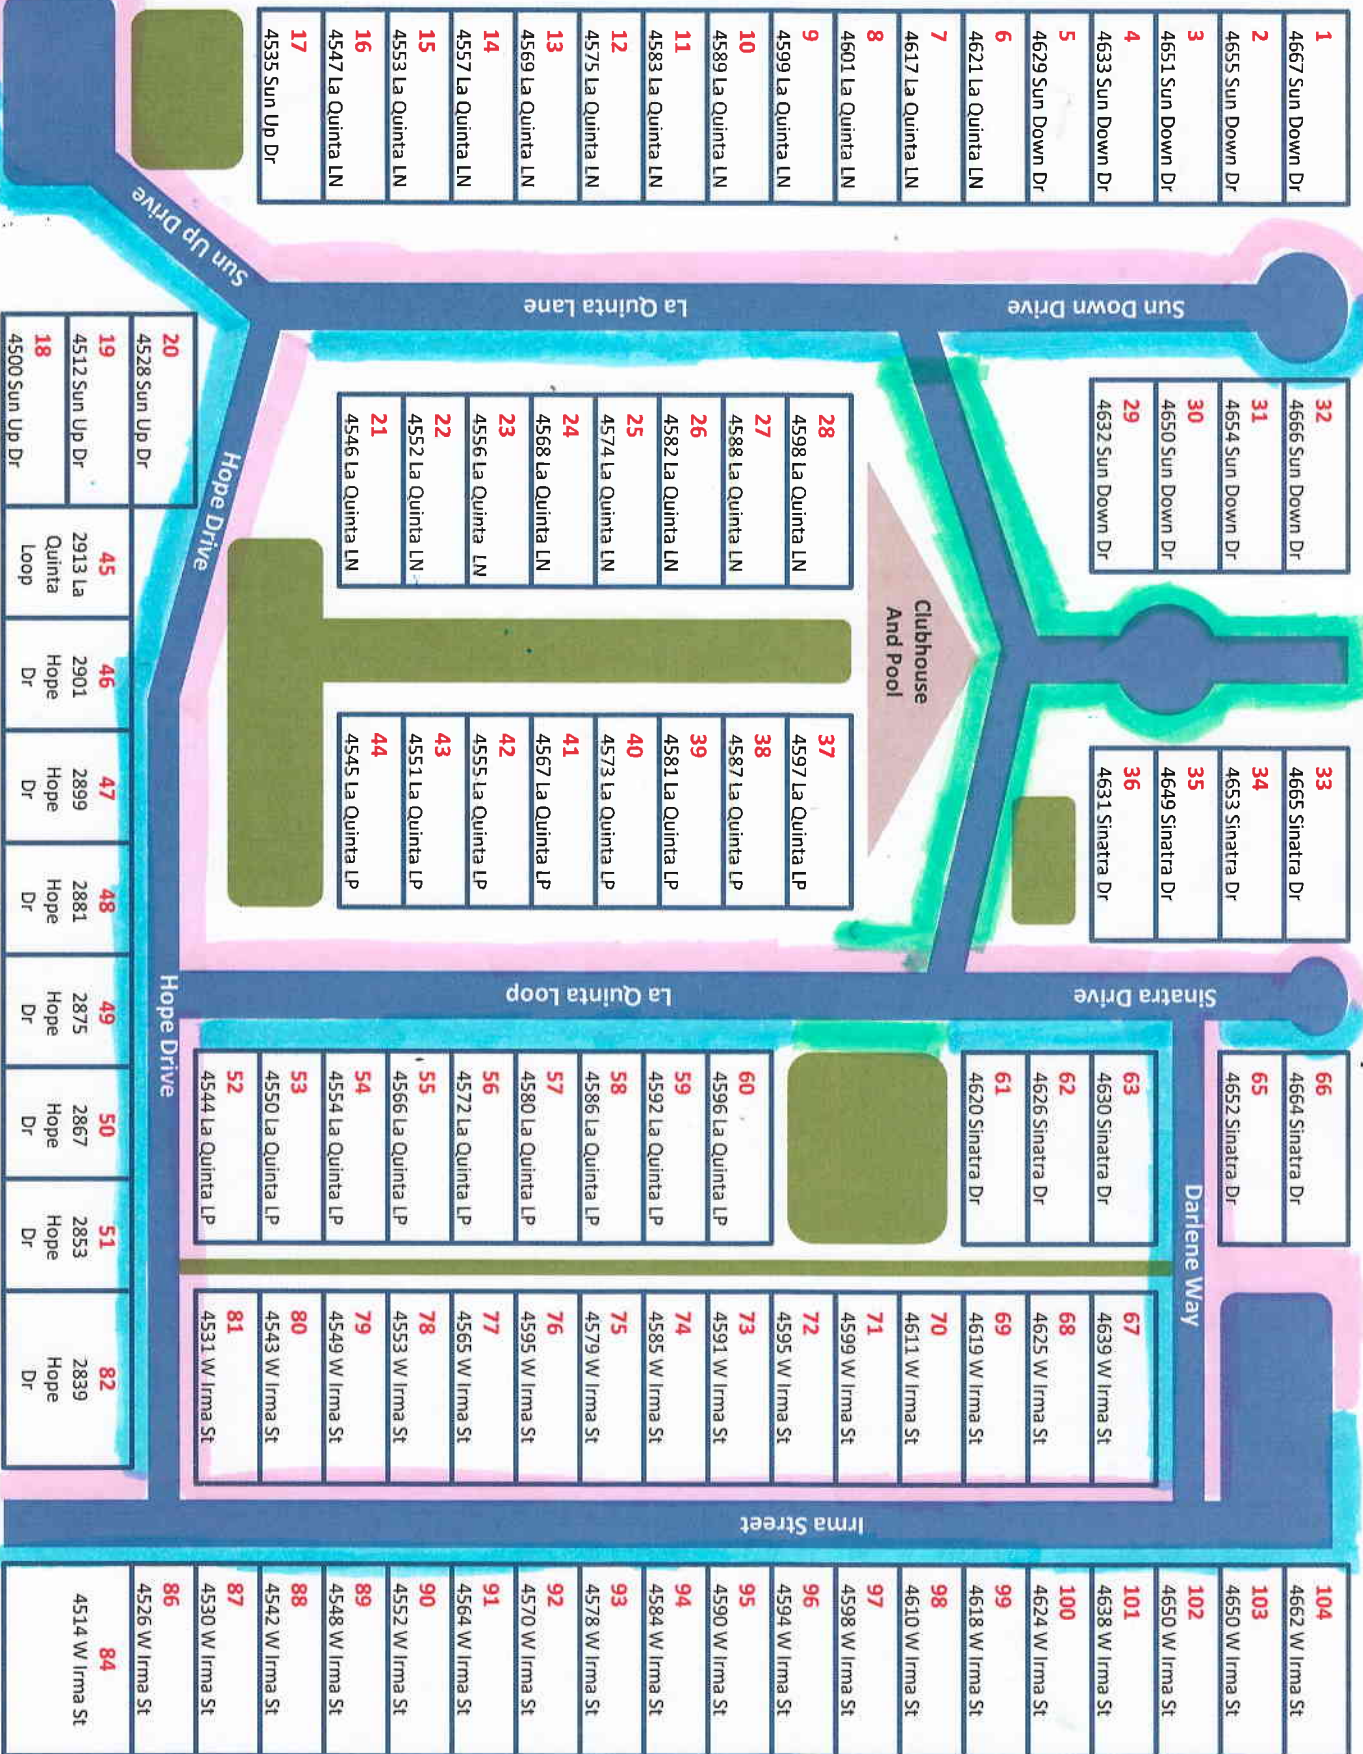 1
4667 Sun Down Dr
2
4655 Sun Down Dr
3
4651 Sun Down Dr
4
4633 Sun Down Dr
5
4629 Sun Down Dr
6
4621 La Quinta LN
7
4617 La Quinta LN
8
4601 La Quinta LN
9
4599 La Quinta LN
10
4589 La Quinta LN
11
4583 La Quinta LN
12
4575 La Quinta LN
13
4569 La Quinta LN
14
4557 La Quinta LN
15
4553 La Quinta LN
16
4547 La Quinta LN
17
4535 Sun Up Dr
Sun Down Drive
La Quinta Lane
Sun Up Drive
32
4666 Sun Down Dr
31
4654 Sun Down Dr
30
4650 Sun Down Dr
29
4632 Sun Down Dr
28
4598 La Quinta LN
27
4588 La Quinta LN
26
4582 La Quinta LN
25
4574 La Quinta LN
24
4568 La Quinta LN
23
4556 La Quinta LN
22
4552 La Quinta LN
21
4546 La Quinta LN
20
4528 Sun Up Dr
19
4512 Sun Up Dr
18
4500 Sun Up Dr
Hope Drive
Clubhouse
And Pool
33
4665 Sinatra Dr
34
4653 Sinatra Dr
35
4649 Sinatra Dr
36
4631 Sinatra Dr
37
4597 La Quinta LP
38
4587 La Quinta LP
39
4581 La Quinta LP
40
4573 La Quinta LP
41
4567 La Quinta LP
42
4555 La Quinta LP
43
4551 La Quinta LP
44
4545 La Quinta LP
45
2913 La
Quinta
Loop
46
2901
Hope
Dr
47
2899
Hope
Dr
48
2881
Hope
Dr
49
2875
Hope
Dr
50
2867
Hope
Dr
51
2853
Hope
Dr
82
2839
Hope
Dr
Sinatra Drive
La Quinta Loop
Hope Drive
66
4664 Sinatra Dr
65
4652 Sinatra Dr
Darlene Way
63
4630 Sinatra Dr
62
4626 Sinatra Dr
61
4620 Sinatra Dr
60
4596 La Quinta LP
59
4592 La Quinta LP
58
4586 La Quinta LP
57
4580 La Quinta LP
56
4572 La Quinta LP
55
4566 La Quinta LP
54
4554 La Quinta LP
53
4550 La Quinta LP
52
4544 La Quinta LP
67
4639 W Irma St
68
4625 W Irma St
69
4619 W Irma St
70
4611 W Irma St
71
4599 W Irma St
72
4595 W Irma St
73
4591 W Irma St
74
4585 W Irma St
75
4579 W Irma St
76
4595 W Irma St
77
4565 W Irma St
78
4553 W Irma St
79
4549 W Irma St
80
4543 W Irma St
81
4531 W Irma St
Irma Street
104
4662 W Irma St
103
4650 W Irma St
102
4650 W Irma St
101
4638 W Irma St
100
4624 W Irma St
99
4618 W Irma St
98
4610 W Irma St
97
4598 W Irma St
96
4594 W Irma St
95
4590 W Irma St
94
4584 W Irma St
93
4578 W Irma St
92
4570 W Irma St
91
4564 W Irma St
90
4552 W Irma St
89
4548 W Irma St
88
4542 W Irma St
87
4530 W Irma St
86
4526 W Irma St
84
4514 W Irma St